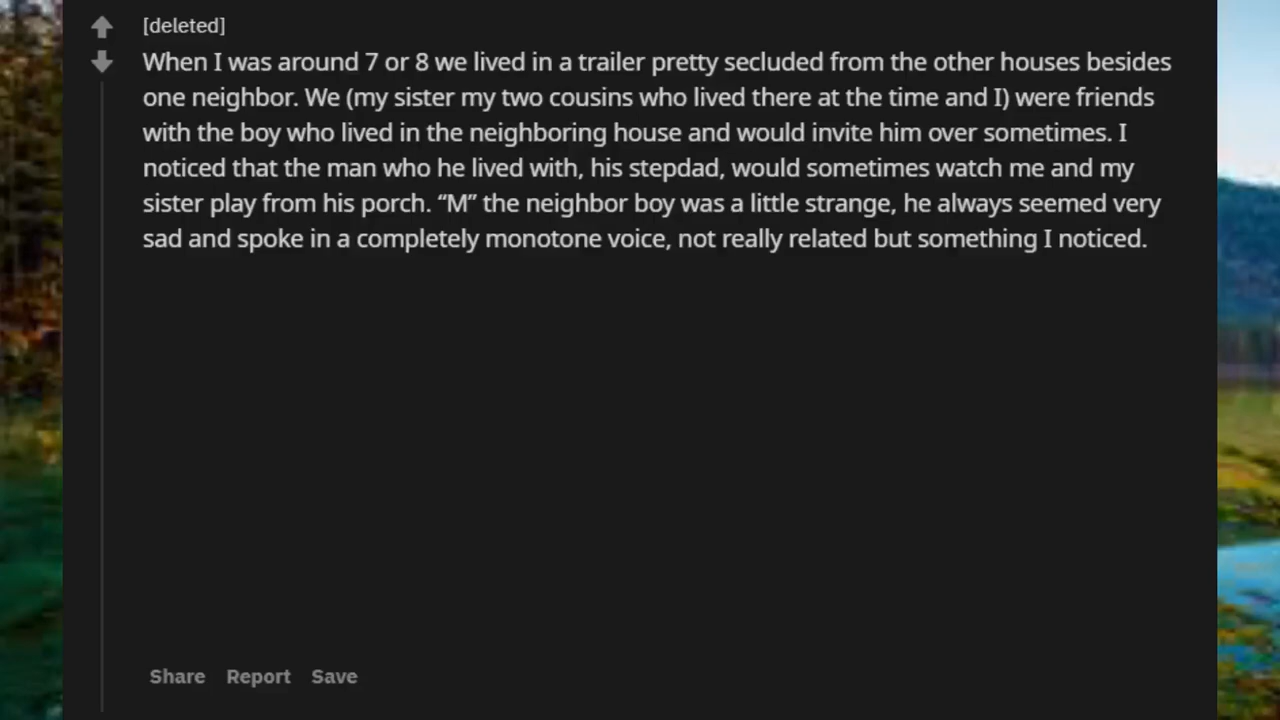 [deleted]
When I was around 7 or 8 we lived in a trailer pretty secluded from the other houses besides
one neighbor. We (my sister my two cousins who lived there at the time and I) were friends
with the boy who lived in the neighboring house and would invite him over sometimes. I
noticed that the man who he lived with, his stepdad, would sometimes watch me and my
sister play from his porch. “M” the neighbor boy was a little strange, he always seemed very
sad and spoke in a completely monotone voice, not really related but something I noticed.
Share Report Save